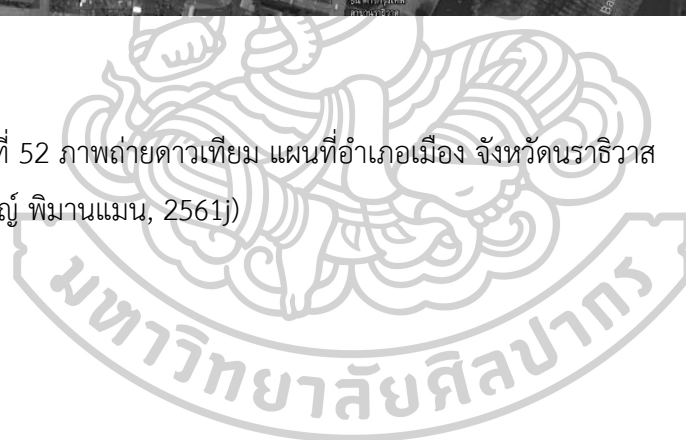 ที่ 52 ภาพถ่ายดาวเทียม แผนที่อำเภอเมือง จังหวัดนราธิวาส
ญ์ พิมานแมน, 2561j)
มหาวิทยาลัยศิลปากร